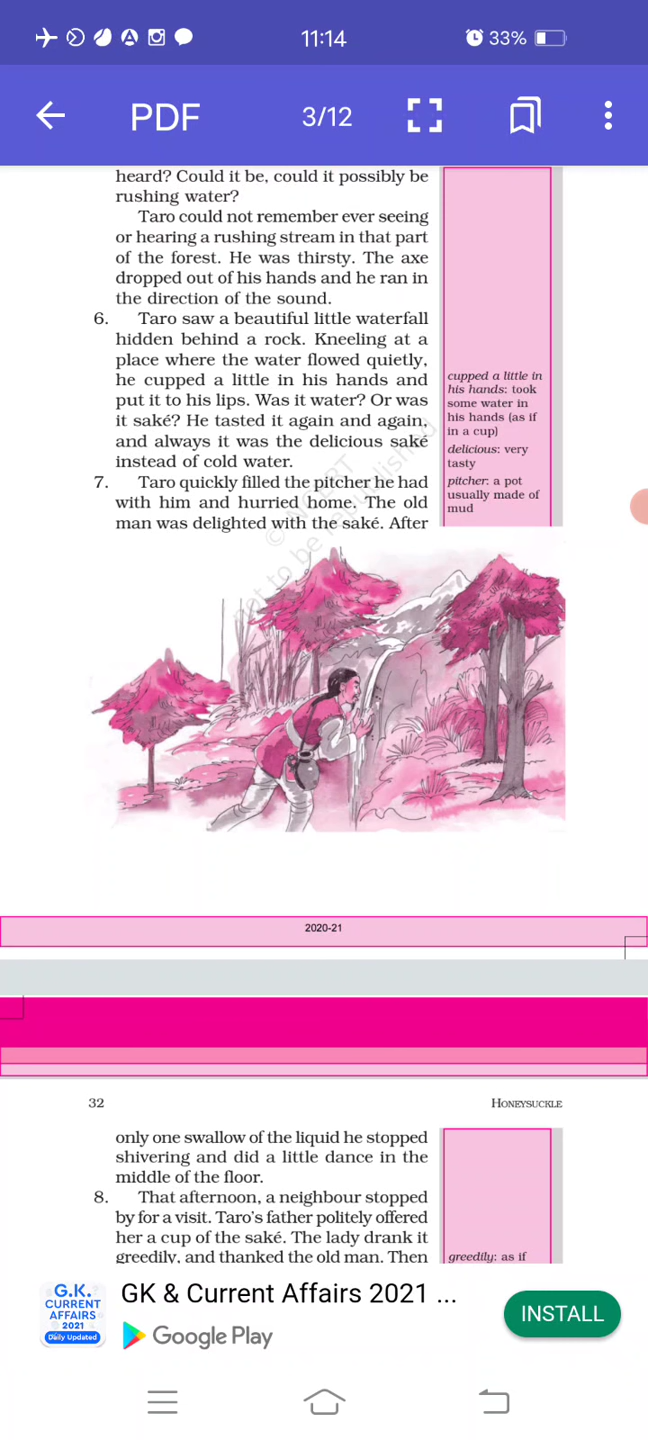 11:14
33%
PDF
3/12
heard? Could it be, could it possibly be
rushing water?
Taro could not remember ever seeing
or hearing a rushing stream in that part
of the forest. He was thirsty. The axe
dropped out of his hands and he ran in
the direction of the sound.
6. Taro saw a beautiful little waterfall
hidden behind a rock. Kneeling at a
place where the water flowed quietly,
he cupped a little in his hands and
put it to his lips. Was it water? Or was
it saké? He tasted it again and again,
and always it was the delicious saké
instead of cold water.
7. Taro quickly filled the pitcher he had
with him and hurried home. The old
man was delighted with the saké. After
cupped a little in
his hands: took
some water in
his hands (as if
in a cup)
delicious: very
tasty
pitcher: a pot
usually made of
mud
© NCERT
not to be republished
2020-21
32
HONEYSUCKLE
only one swallow of the liquid he stopped
shivering and did a little dance in the
middle of the floor.
8. That afternoon, a neighbour stopped
by for a visit. Taro's father politely offered
her a cup of the saké. The lady drank it
greedily, and thanked the old man. Then
greedily: as if
G.K.
CURRENT
AFFAIRS
2021
Daily Updated
GK & Current Affairs 2021 ...
Google Play
INSTALL